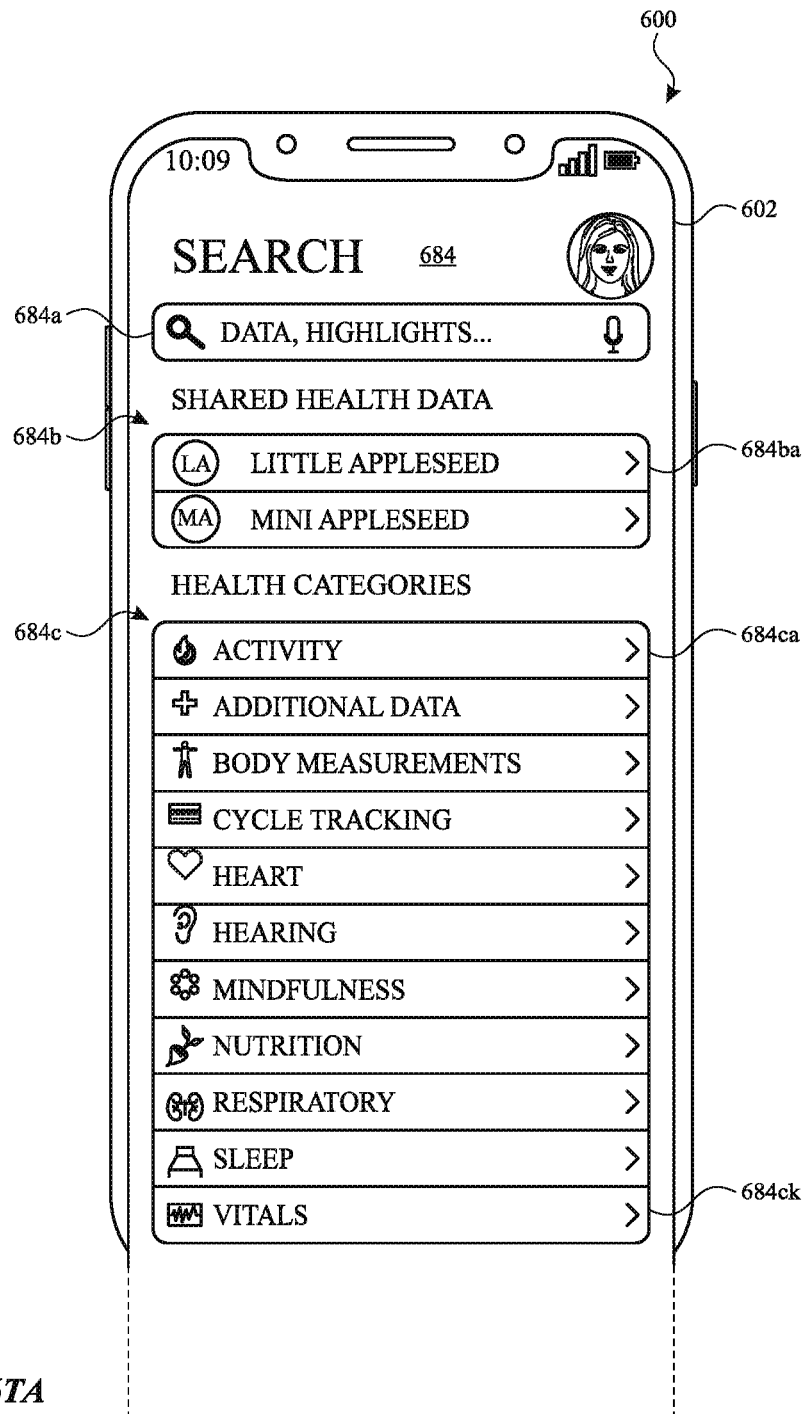 600
10:09
602
SEARCH 684
684a
DATA, HIGHLIGHTS...
SHARED HEALTH DATA
684b
LA LITTLE APPLESEED
684ba
MA MINI APPLESEED
HEALTH CATEGORIES
684c
ACTIVITY
684ca
ADDITIONAL DATA
BODY MEASUREMENTS
CYCLE TRACKING
HEART
HEARING
MINDFULNESS
NUTRITION
RESPIRATORY
SLEEP
684ck
VITALS
TA